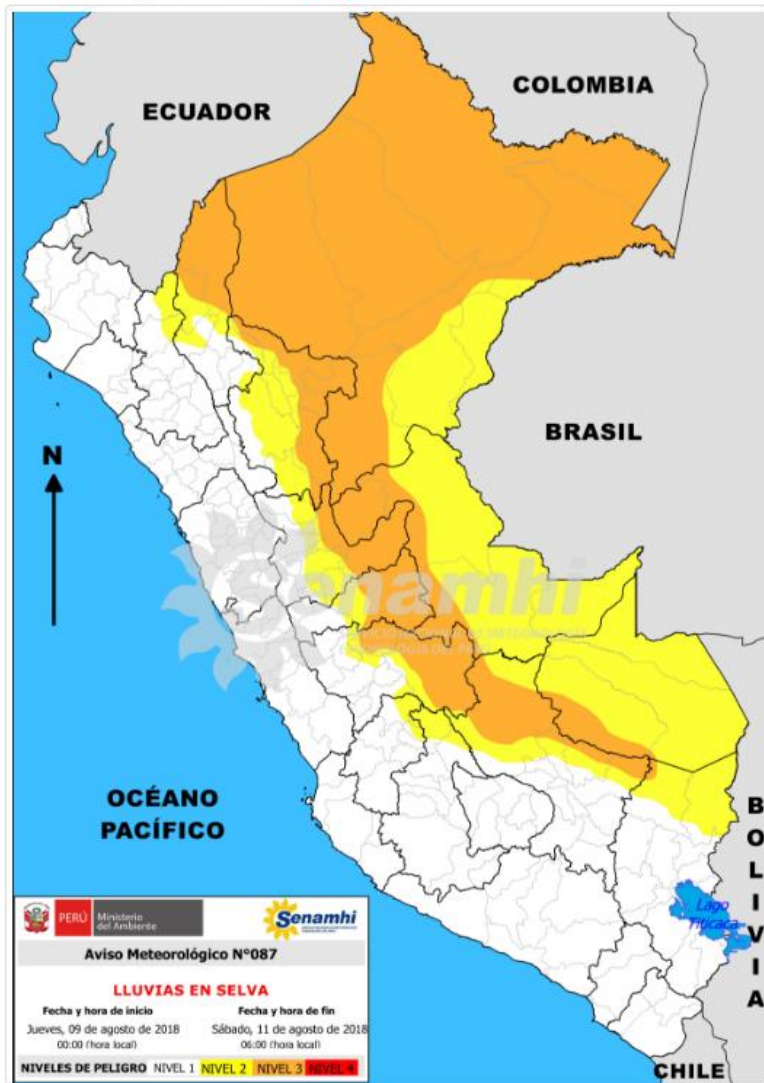 COLOMBIA
ECUADOR
BRASIL
N
Senamhi
OCÉANO
PACÍFICO
BOLIVIA
Lago
Titicaca
PERÚ
Ministerio
del Ambiente
Senamhi
Aviso Meteorológico N°087
LLUVIAS EN SELVA
Fecha y hora de inicio
Jueves, 09 de agosto de 2018
00:00 (hora local)
Fecha y hora de fin
Sábado, 11 de agosto de 2018
06:00 (hora local)
NIVELES DE PELIGRO NIVEL 1 NIVEL 2 NIVEL 3 NIVEL 4
CHILE